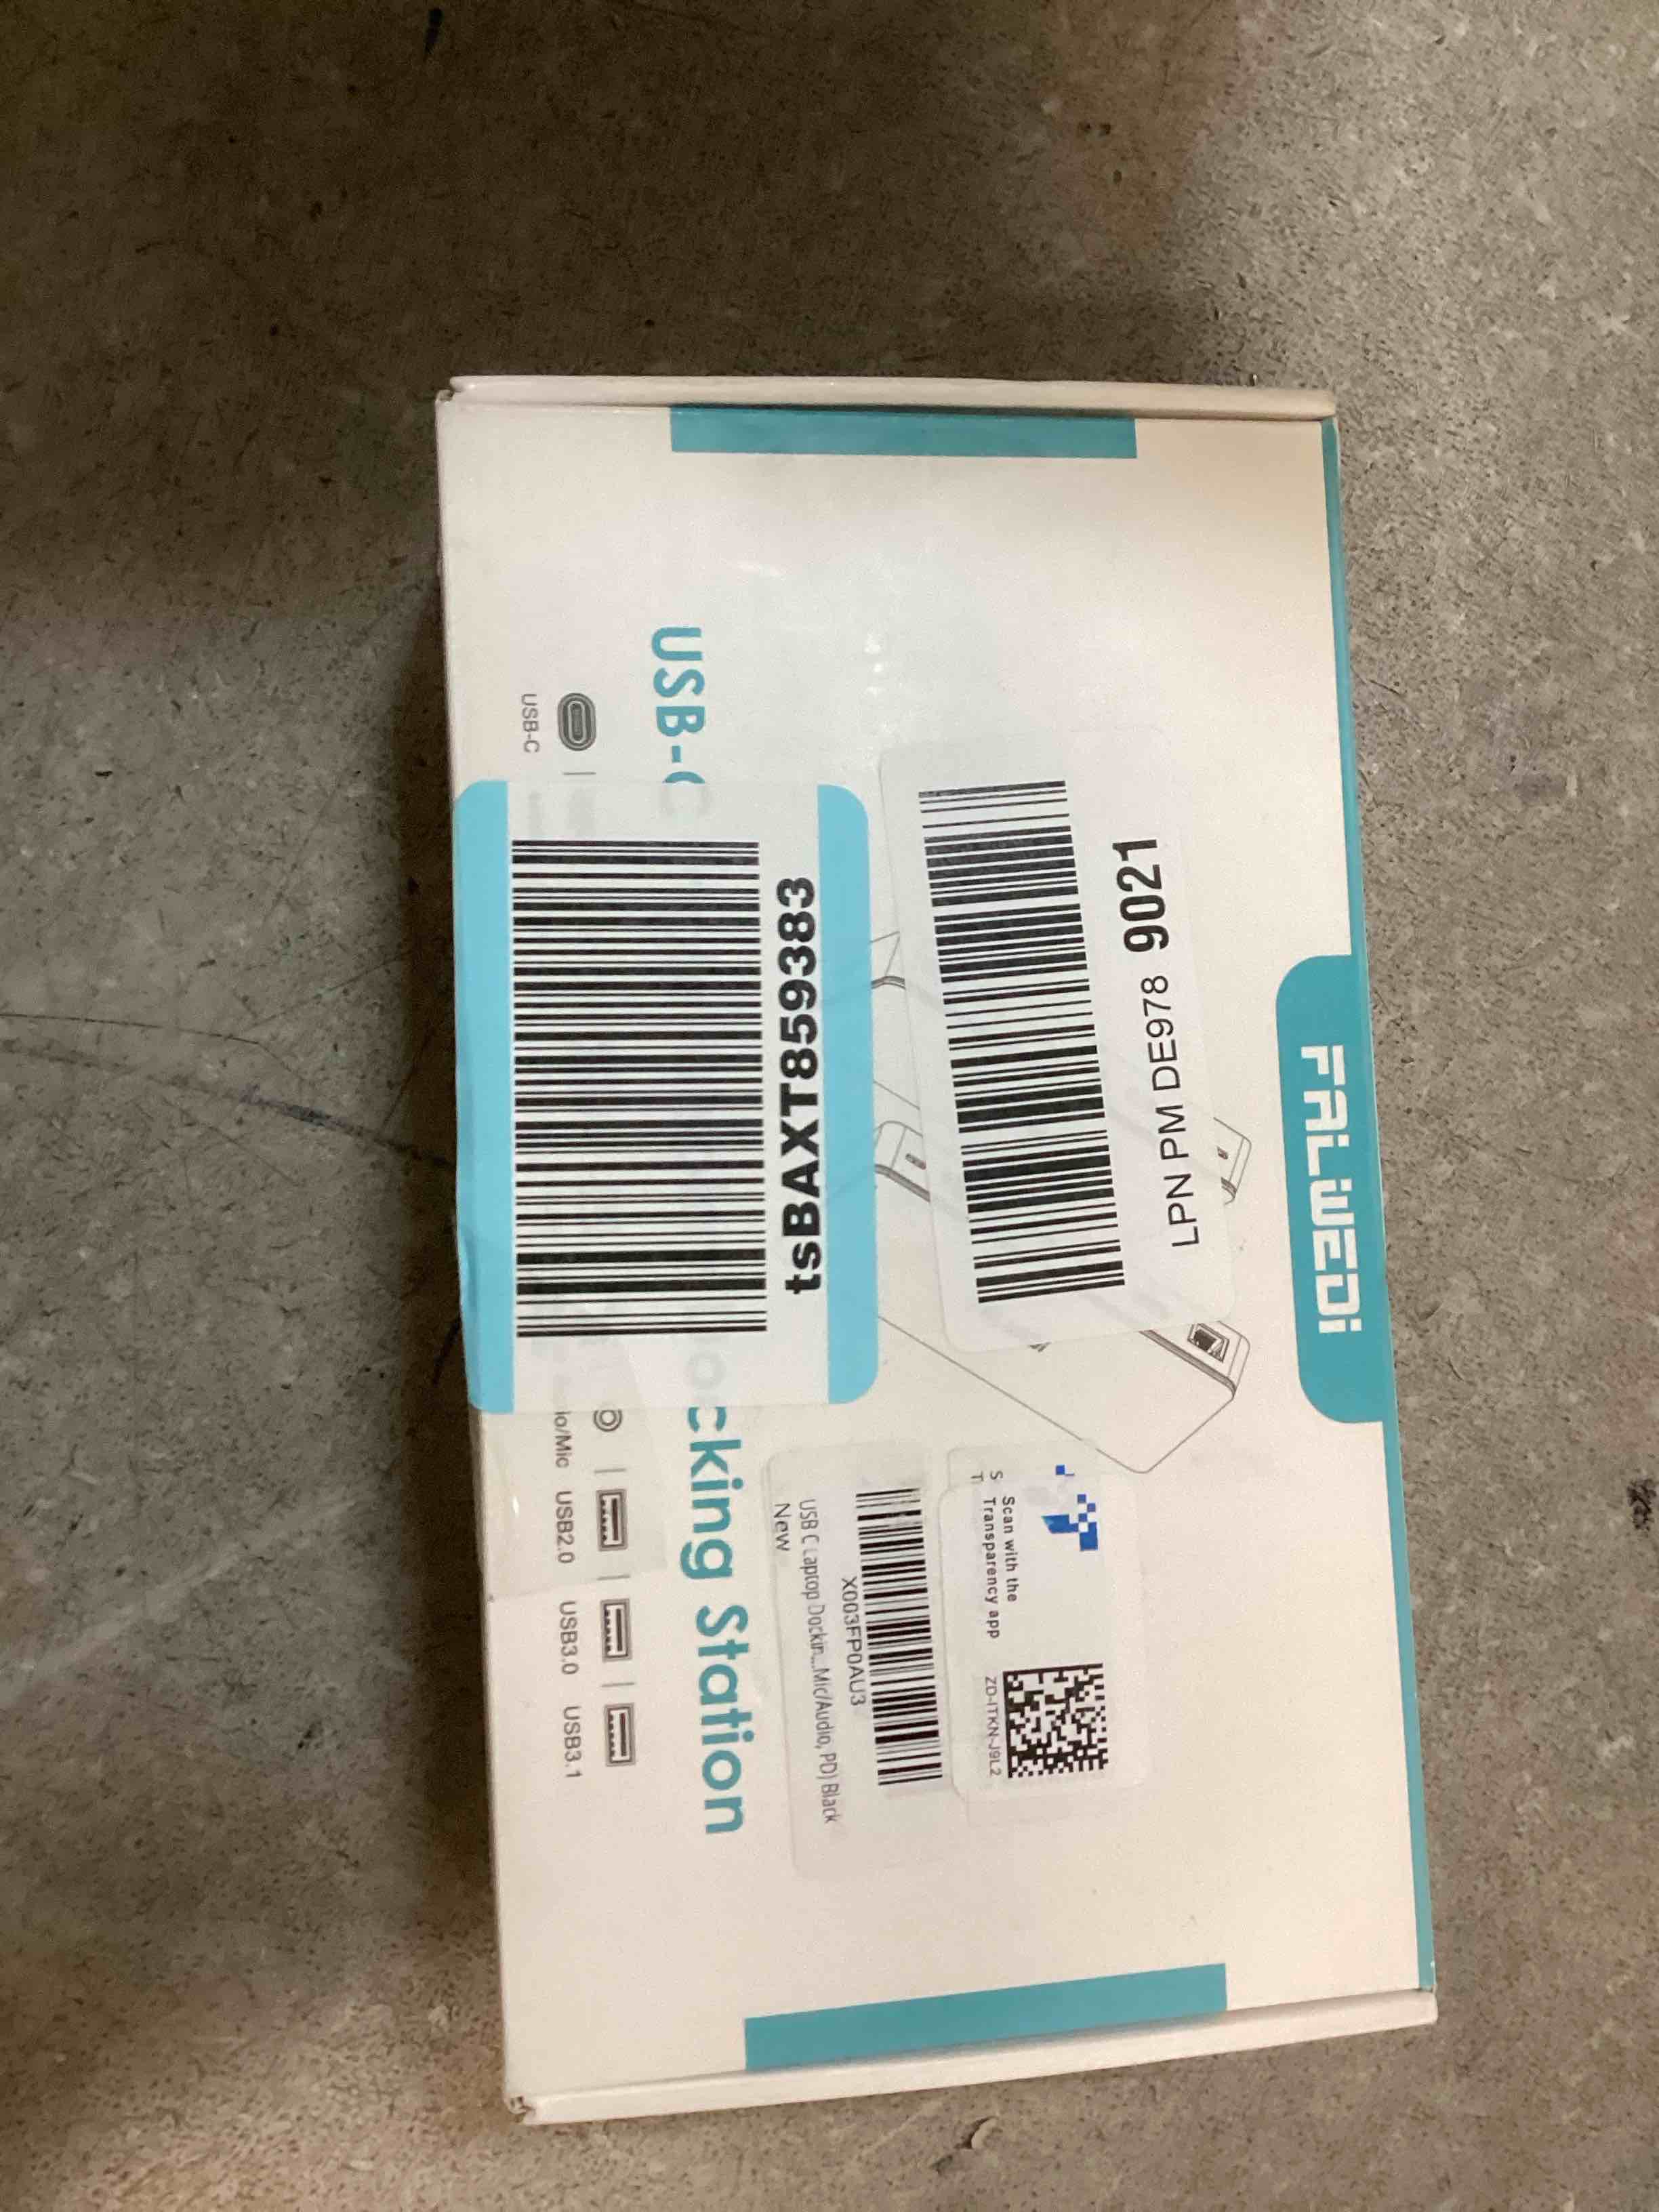 FALWEDI
LPN PM DE978 9021
Scan with the
Transparency app
S
T
ZD-ITKN-J9L2
X003FP0AU3
USB C Laptop Dockin...Mic/Audio, PD) Black
New
tsBAXT859383
USB-C
ocking Station
USB-C
io/Mic
USB2.0
USB3.0
USB3.1